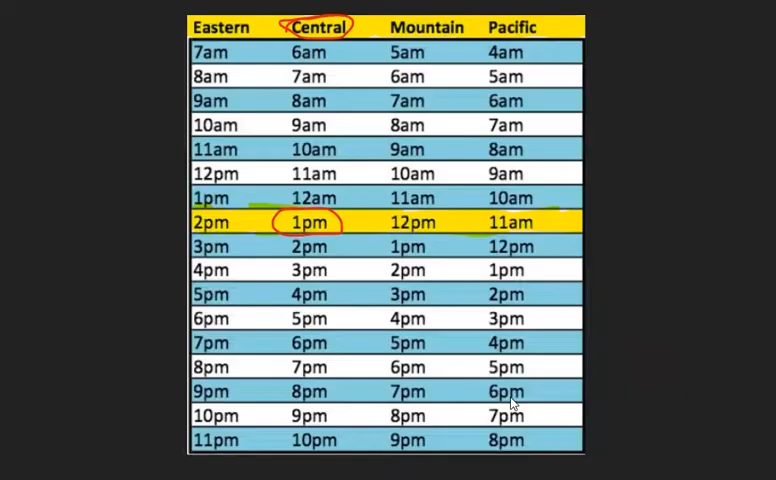 Eastern Central Mountain Pacific
7am 6am 5am 4am
8am 7am 6am 5am
9am 8am 7am 6am
10am 9am 8am 7am
11am 10am 9am 8am
12pm 11am 10am 9am
1pm 12am 11am 10am
2pm 1pm 12pm 11am
3pm 2pm 1pm 12pm
4pm 3pm 2pm 1pm
5pm 4pm 3pm 2pm
6pm 5pm 4pm 3pm
7pm 6pm 5pm 4pm
8pm 7pm 6pm 5pm
9pm 8pm 7pm 6pm
10pm 9pm 8pm 7pm
11pm 10pm 9pm 8pm